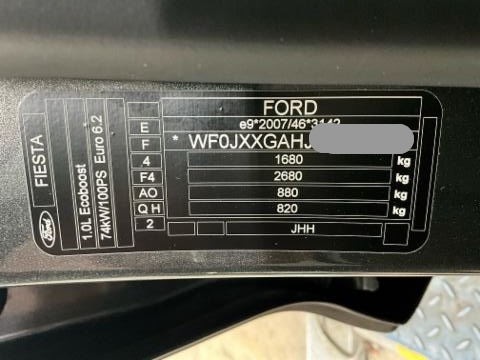 FORD
e9*2007/46*3142
* WF0JXXGAHJ
1680 kg
2680 kg
880 kg
820 kg
JHH
E
F
4
F4
AO
Q H
2
FIESTA
Ford
1.0L Ecoboost
74kW/100PS Euro 6.2